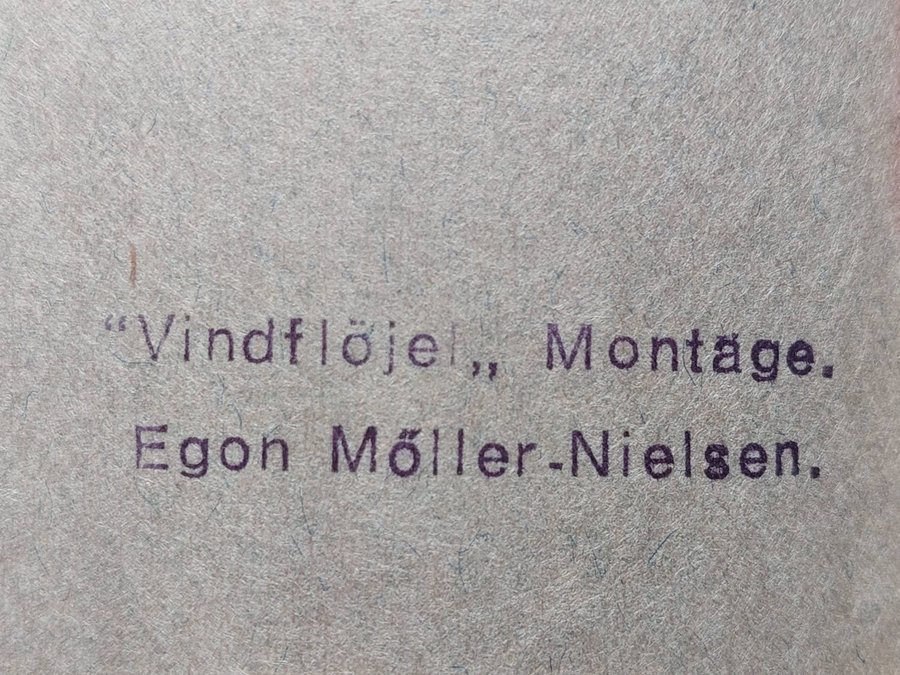 “Vindflöjel„ Montage.
Egon Möller-Nielsen.